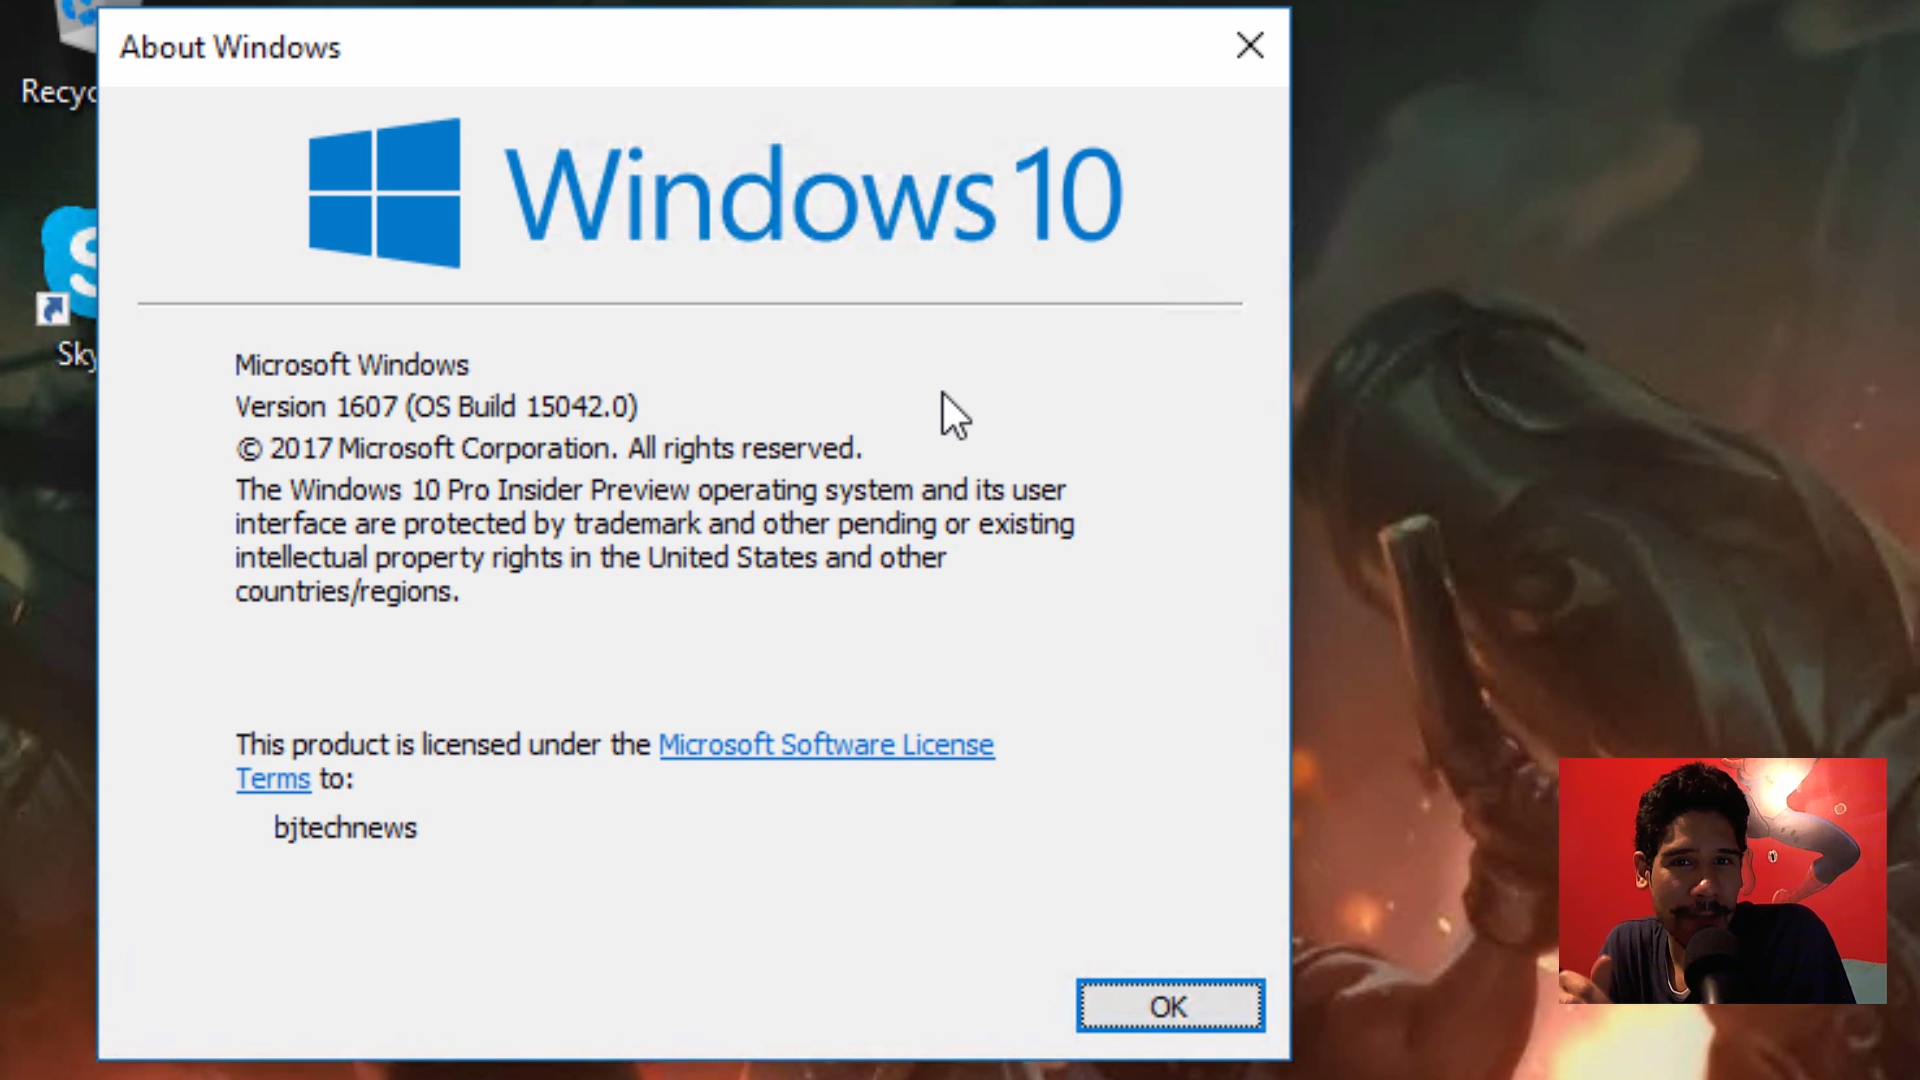 About Windows
Recyc
Windows 10
Sky
Microsoft Windows
Version 1607 (OS Build 15042.0)
© 2017 Microsoft Corporation. All rights reserved.
The Windows 10 Pro Insider Preview operating system and its user
interface are protected by trademark and other pending or existing
intellectual property rights in the United States and other
countries/regions.
This product is licensed under the Microsoft Software License
Terms to:
bjtechnews
OK